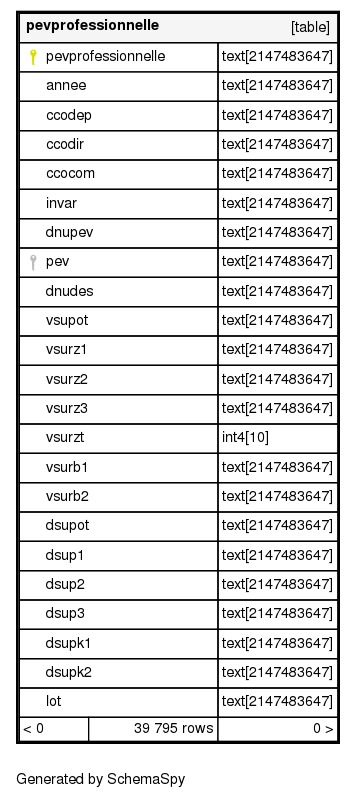 pevprofessionnelle [table]
pevprofessionnelle text[2147483647]
annee text[2147483647]
ccodep text[2147483647]
ccodir text[2147483647]
ccocom text[2147483647]
invar text[2147483647]
dnupev text[2147483647]
pev text[2147483647]
dnudes text[2147483647]
vsupot text[2147483647]
vsurz1 text[2147483647]
vsurz2 text[2147483647]
vsurz3 text[2147483647]
vsurzt int4[10]
vsurb1 text[2147483647]
vsurb2 text[2147483647]
dsupot text[2147483647]
dsup1 text[2147483647]
dsup2 text[2147483647]
dsup3 text[2147483647]
dsupk1 text[2147483647]
dsupk2 text[2147483647]
lot text[2147483647]
< 0 39 795 rows 0 >
Generated by SchemaSpy